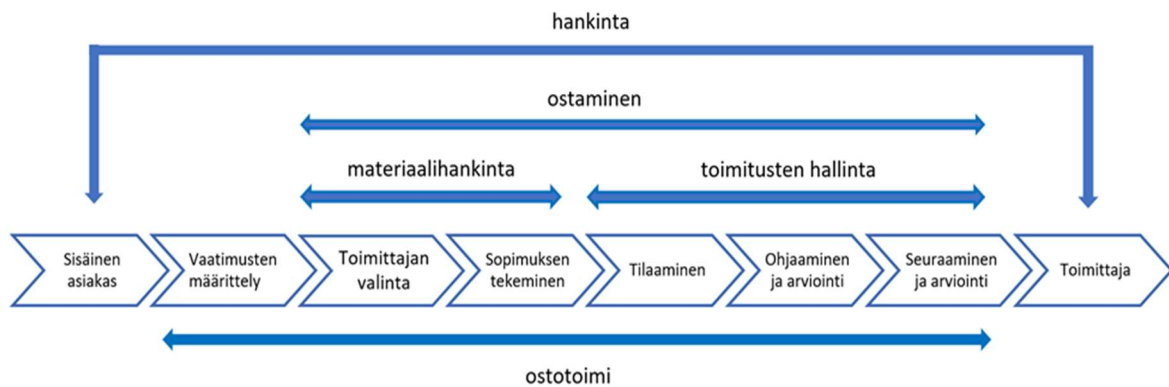 hankinta
ostaminen
materiaalihankinta
toimitusten hallinta
Sisäinen
asiakas
Vaatimusten
määrittely
Toimittajan
valinta
Sopimuksen
tekeminen
Tilaaminen
Ohjaaminen
ja arviointi
Seuraaminen
ja arviointi
Toimittaja
ostotoimi